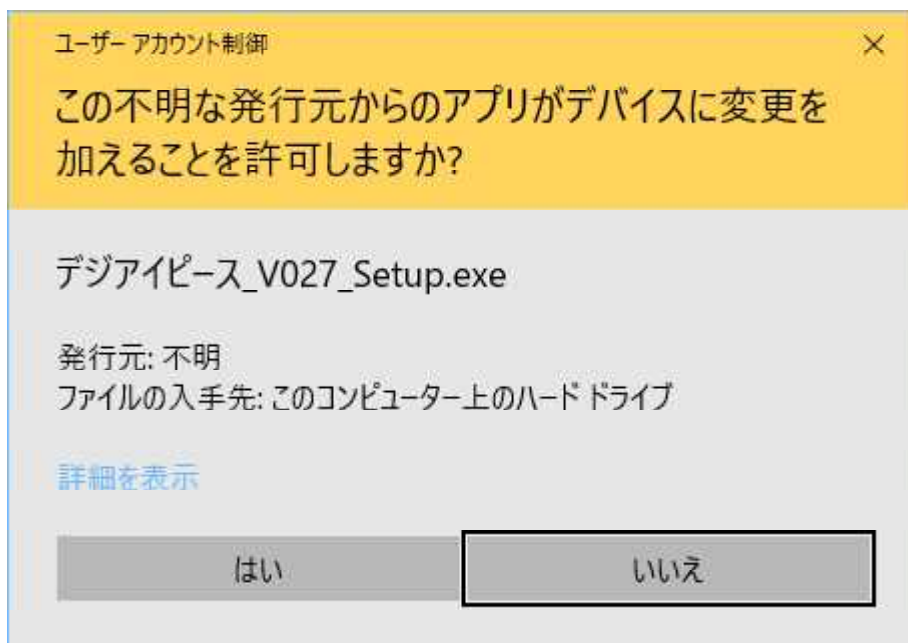 ユーザー アカウント制御
この不明な発行元からのアプリがデバイスに変更を
加えることを許可しますか?
デジアイピース_V027_Setup.exe
発行元: 不明
ファイルの入手先: このコンピューター上のハード ドライブ
詳細を表示
はい
いいえ